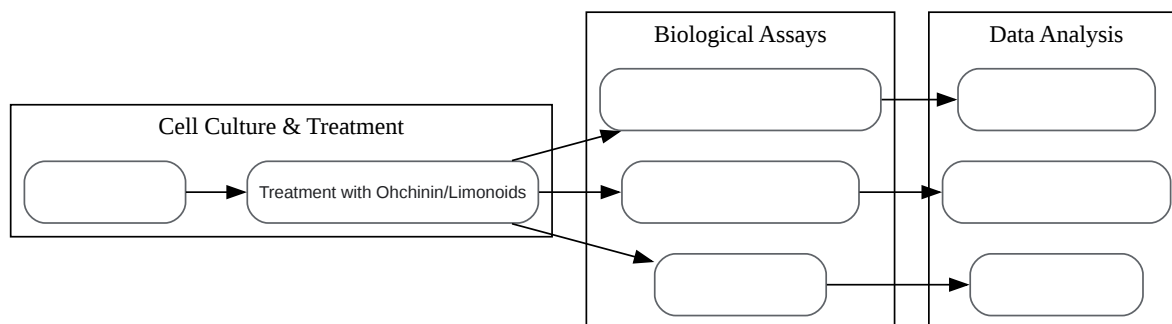 Biological Assays
Data Analysis
Cell Culture & Treatment
Treatment with Ohchinin/Limonoids